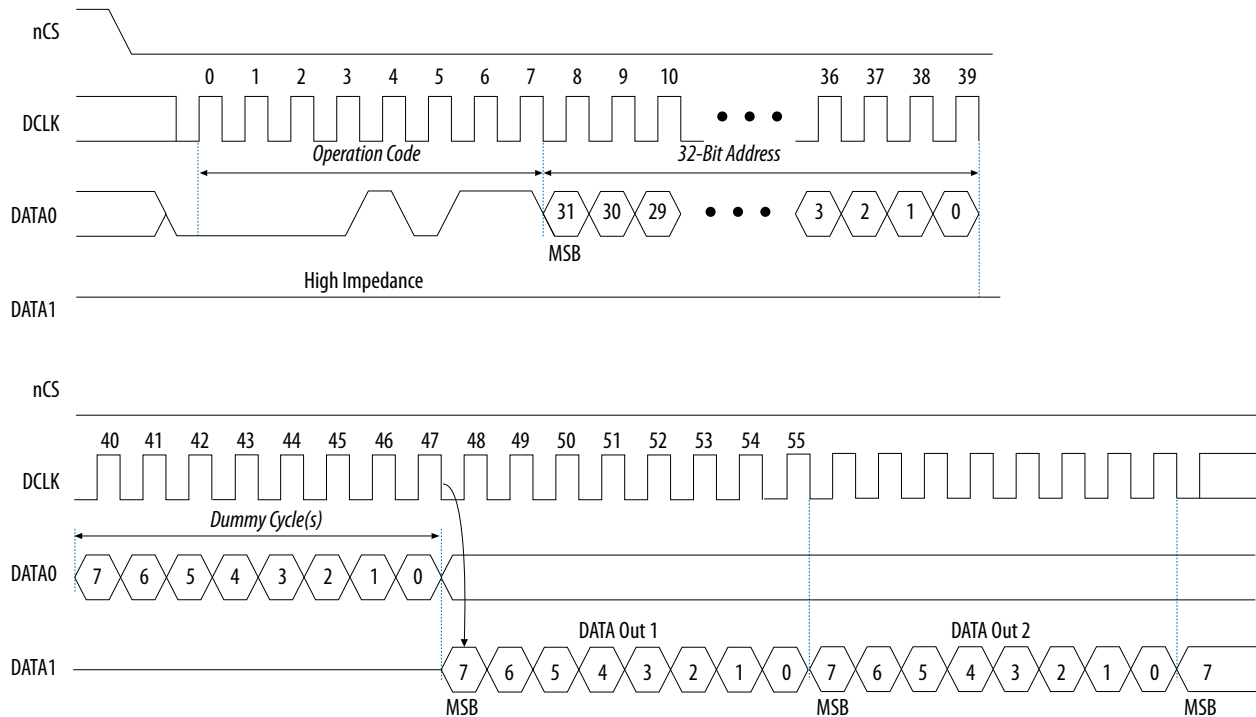 nCS
0 1 2 3 4 5 6 7 8 9 10 36 37 38 39
DCLK
Operation Code 32-Bit Address
DATA0 31 30 29 3 2 1 0
MSB
High Impedance
DATA1
nCS
40 41 42 43 44 45 46 47 48 49 50 51 52 53 54 55
DCLK
Dummy Cycle(s)
DATA0 7 6 5 4 3 2 1 0
DATA Out 1 DATA Out 2
DATA1 7 6 5 4 3 2 1 0 7 6 5 4 3 2 1 0 7
MSB MSB MSB